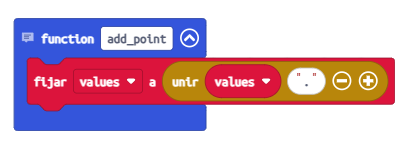 function add_point
fijar values a unir values "."